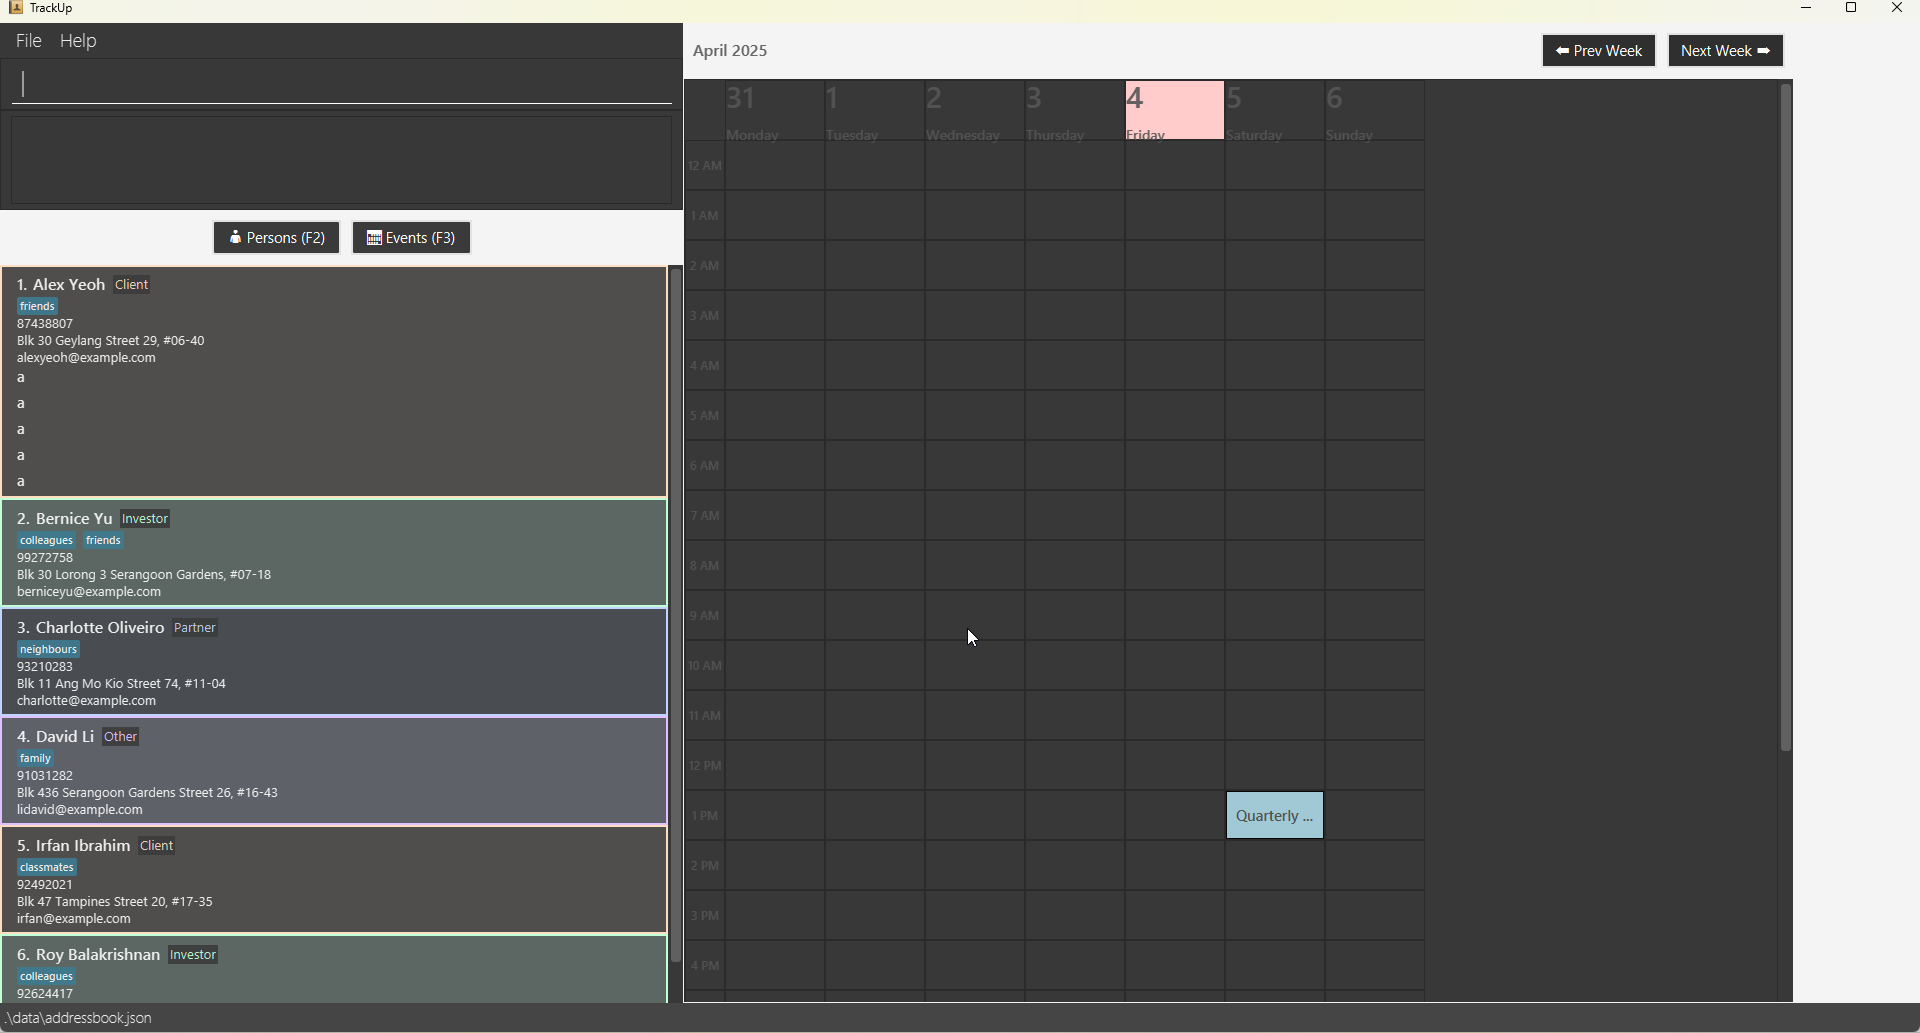 TrackUp
File Help
Persons (F2)
Events (F3)
1. Alex Yeoh Client
friends
87438807
Blk 30 Geylang Street 29, #06-40
alexyeoh@example.com
a
a
a
a
a
2. Bernice Yu Investor
colleagues friends
99272758
Blk 30 Lorong 3 Serangoon Gardens, #07-18
berniceyu@example.com
3. Charlotte Oliveiro Partner
neighbours
93210283
Blk 11 Ang Mo Kio Street 74, #11-04
charlotte@example.com
4. David Li Other
family
91031282
Blk 436 Serangoon Gardens Street 26, #16-43
lidavid@example.com
5. Irfan Ibrahim Client
classmates
92492021
Blk 47 Tampines Street 20, #17-35
irfan@example.com
6. Roy Balakrishnan Investor
colleagues
92624417
April 2025
⬅ Prev Week
Next Week ➡
31 1 2 3 4 5 6
Monday Tuesday Wednesday Thursday Friday Saturday Sunday
12 AM
1 AM
2 AM
3 AM
4 AM
5 AM
6 AM
7 AM
8 AM
9 AM
10 AM
11 AM
12 PM
1 PM
Quarterly ...
2 PM
3 PM
4 PM
.\data\addressbook.json